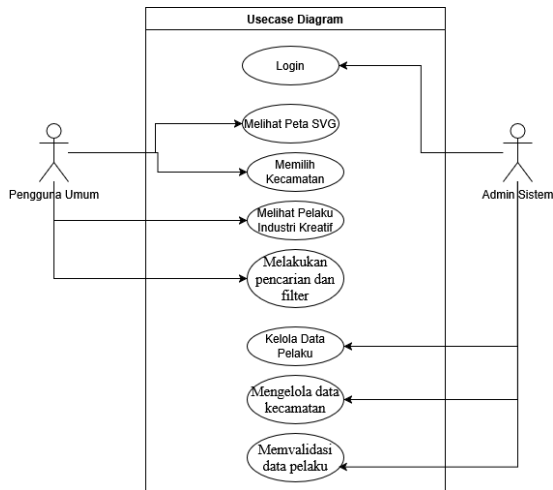 Usecase Diagram
Login
Melihat Peta SVG
Memilih
Kecamatan
Pengguna Umum
Admin Sistem
Melihat Pelaku
Industri Kreatif
Melakukan
pencarian dan
filter
Kelola Data
Pelaku
Mengelola data
kecamatan
Memvalidasi
data pelaku